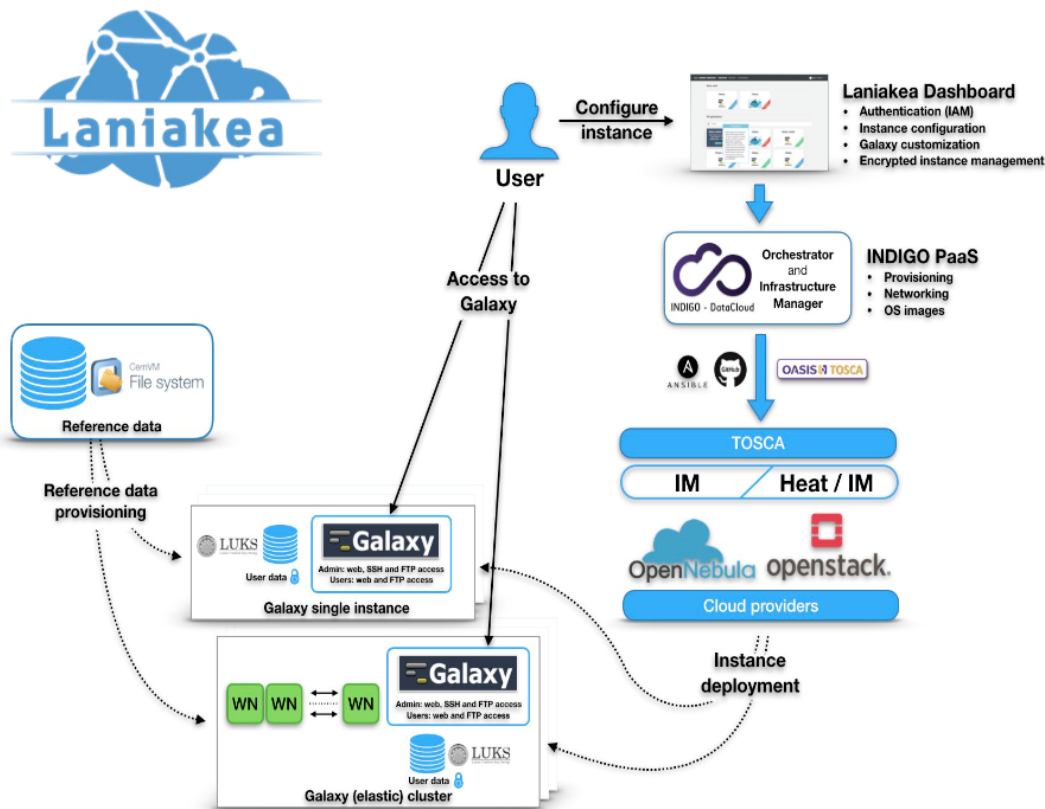 Laniakea
Configure
instance
User
Laniakea Dashboard
• Authentication (IAM)
• Instance configuration
• Galaxy customization
• Encrypted instance management
Orchestrator
and
Infrastructure
Manager
INDIGO - DataCloud
INDIGO PaaS
• Provisioning
• Networking
• OS images
Access to
Galaxy
ANSIBLE
GitHub
OASIS TOSCA
CernVM
File system
Reference data
Reference data
provisioning
TOSCA
IM
Heat / IM
OpenNebula
openstack.
Cloud providers
LUKS
User data
Galaxy
Admin: web, SSH and FTP access
Users: web and FTP access
Galaxy single instance
Instance
deployment
WN
WN
WN
Galaxy
Admin: web, SSH and FTP access
Users: web and FTP access
LUKS
User data
Galaxy (elastic) cluster